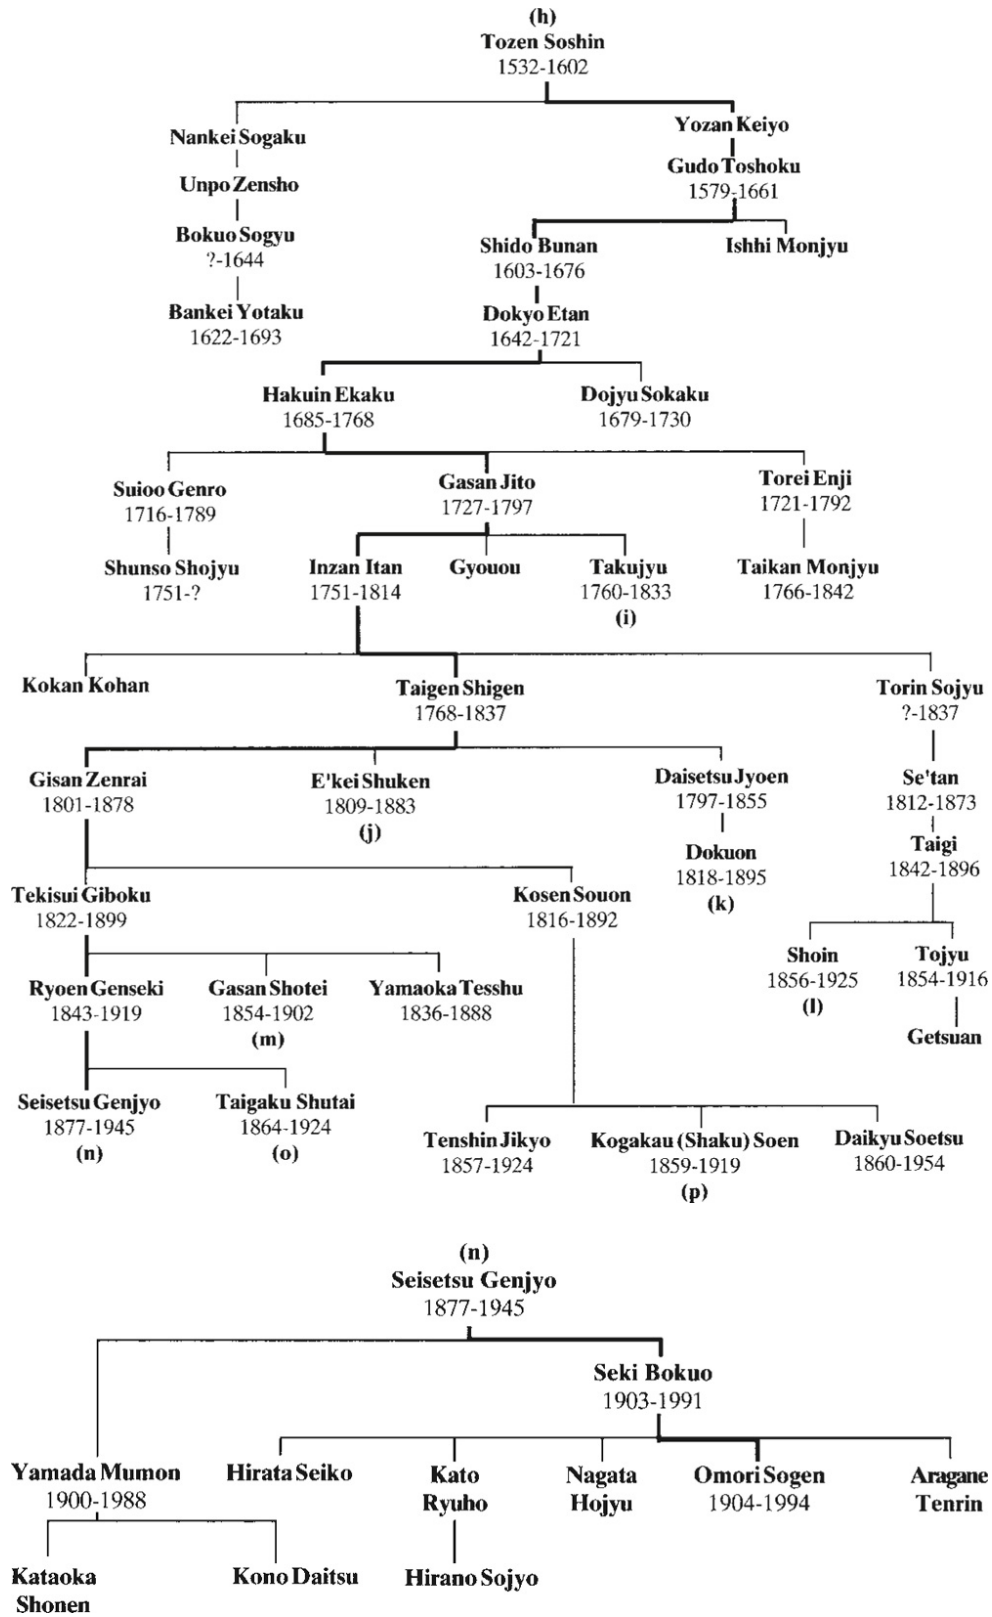 (h)
Tozen Soshin
1532-1602
Nankei Sogaku
Yozan Keiyo
Unpo Zensho
Gudo Toshoku
1579-1661
Bokuo Sogyu
?-1644
Shido Bunan
1603-1676
Ishhi Monjyu
Bankei Yotaku
1622-1693
Dokyo Etan
1642-1721
Hakuin Ekaku
1685-1768
Dojyu Sokaku
1679-1730
Suioo Genro
1716-1789
Gasan Jito
1727-1797
Torei Enji
1721-1792
Shunso Shojyu
1751-?
Inzan Itan
1751-1814
Gyouou
Takujyu
1760-1833
(i)
Taikan Monjyu
1766-1842
Kokan Kohan
Taigen Shigen
1768-1837
Torin Sojyu
?-1837
Gisan Zenrai
1801-1878
E'kei Shuken
1809-1883
(j)
Daisetsu Jyoen
1797-1855
Se'tan
1812-1873
Dokuon
1818-1895
(k)
Taigi
1842-1896
Tekisui Giboku
1822-1899
Kosen Souon
1816-1892
Shoin
1856-1925
(l)
Tojyu
1854-1916
Getsuan
Ryoen Genseki
1843-1919
Gasan Shotei
1854-1902
(m)
Yamaoka Tesshu
1836-1888
Seisetsu Genjyo
1877-1945
(n)
Taigaku Shutai
1864-1924
(o)
Tenshin Jikyo
1857-1924
Kogakau (Shaku) Soen
1859-1919
(p)
Daikyu Soetsu
1860-1954
(n)
Seisetsu Genjyo
1877-1945
Seki Bokuo
1903-1991
Yamada Mumon
1900-1988
Hirata Seiko
Kato
Ryuho
Nagata
Hojyu
Omori Sogen
1904-1994
Aragane
Tenrin
Kataoka
Shonen
Kono Daitsu
Hirano Sojyo